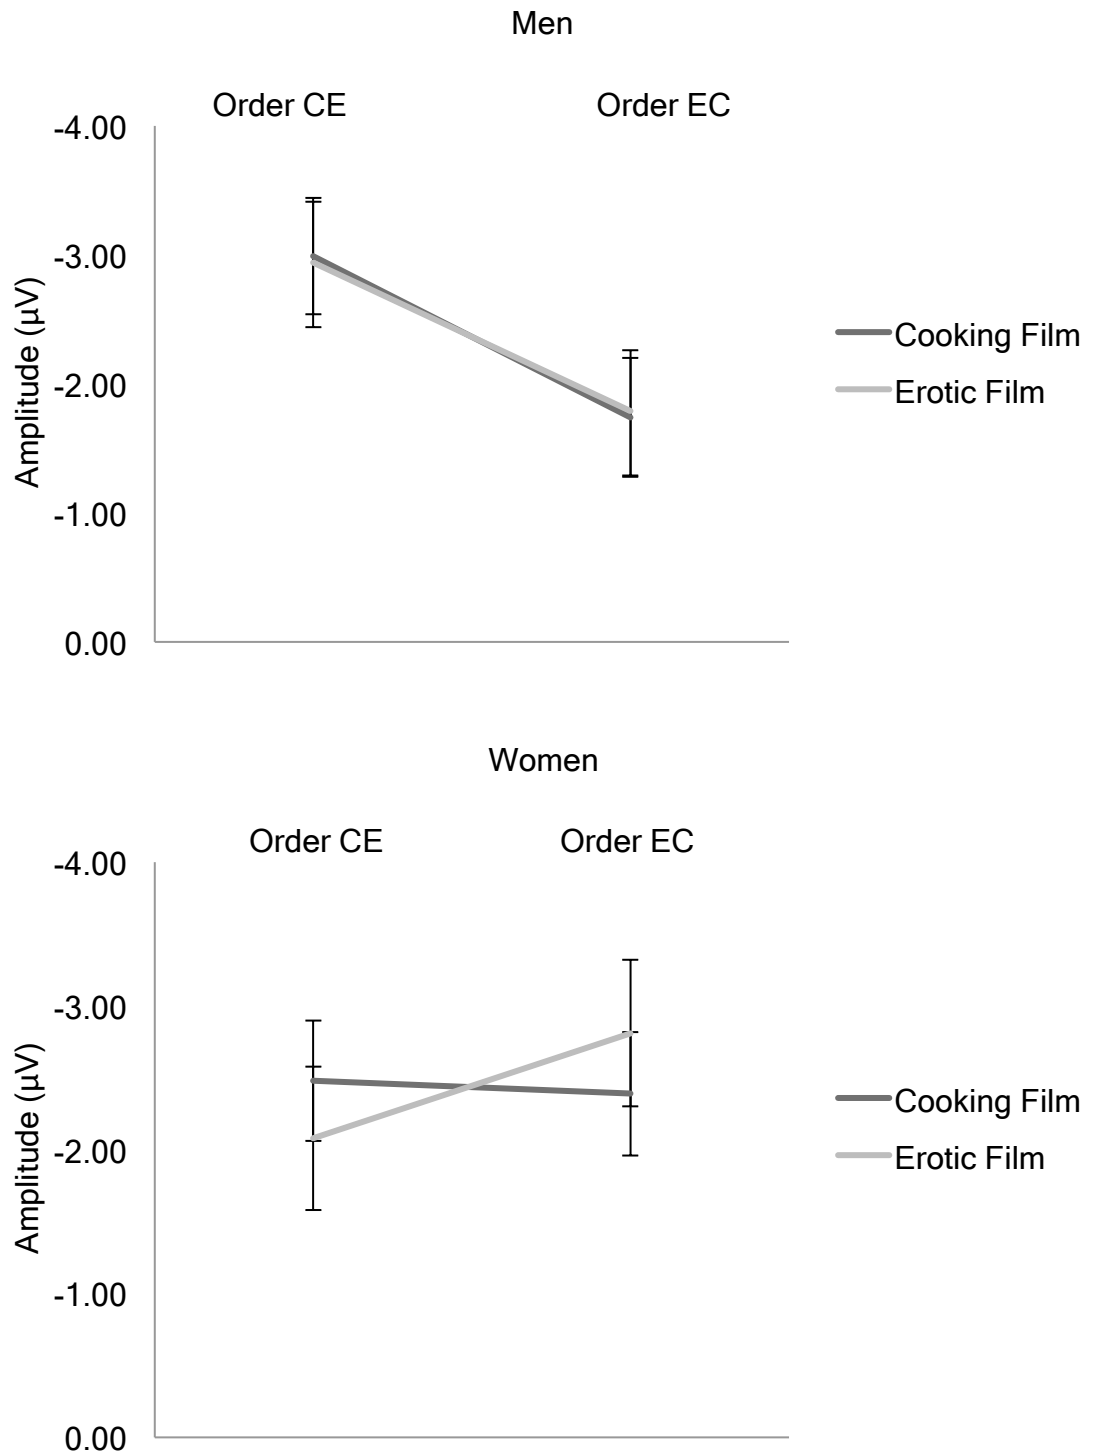 Men
Order CE Order EC
-4.00
-3.00
-2.00
-1.00
0.00
Amplitude (µV)
Cooking Film
Erotic Film
Women
Order CE Order EC
-4.00
-3.00
-2.00
-1.00
0.00
Amplitude (µV)
Cooking Film
Erotic Film